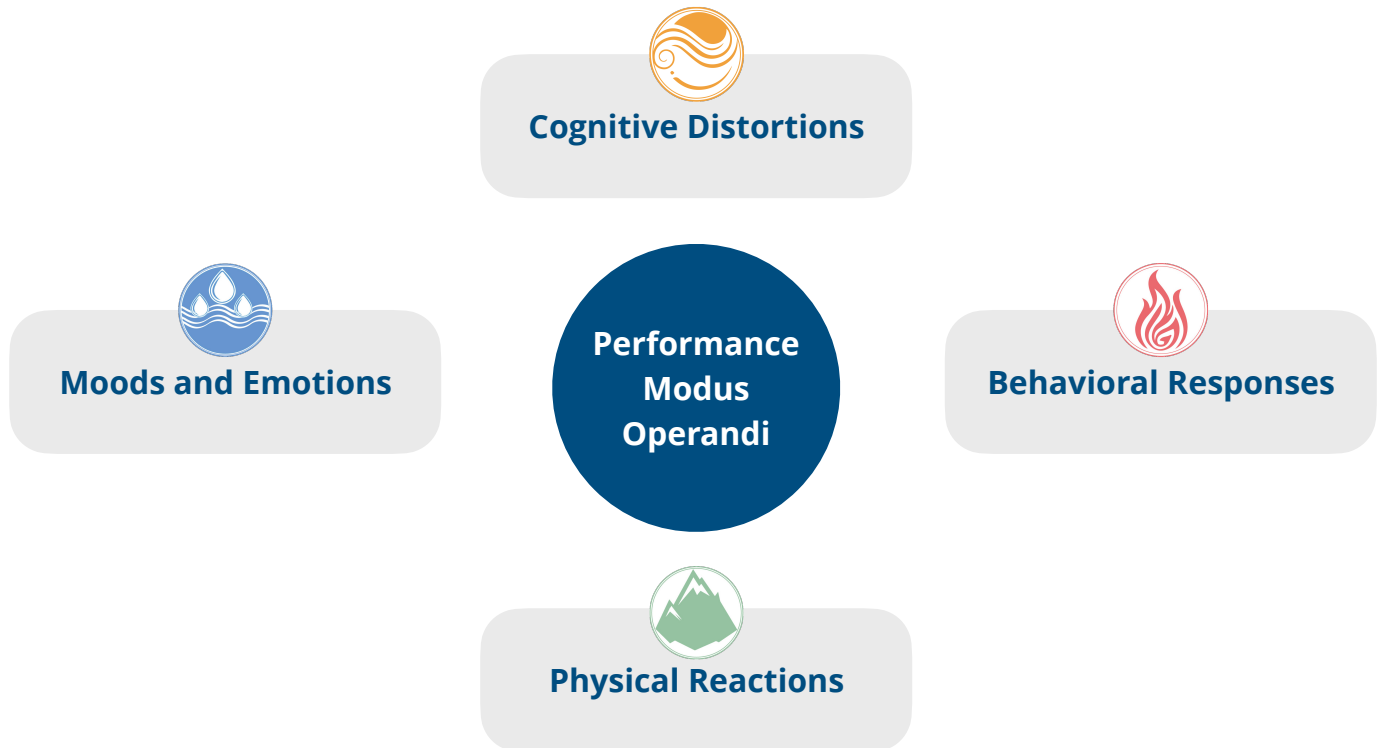 Cognitive Distortions
Moods and Emotions
Performance
Modus
Operandi
Behavioral Responses
Physical Reactions